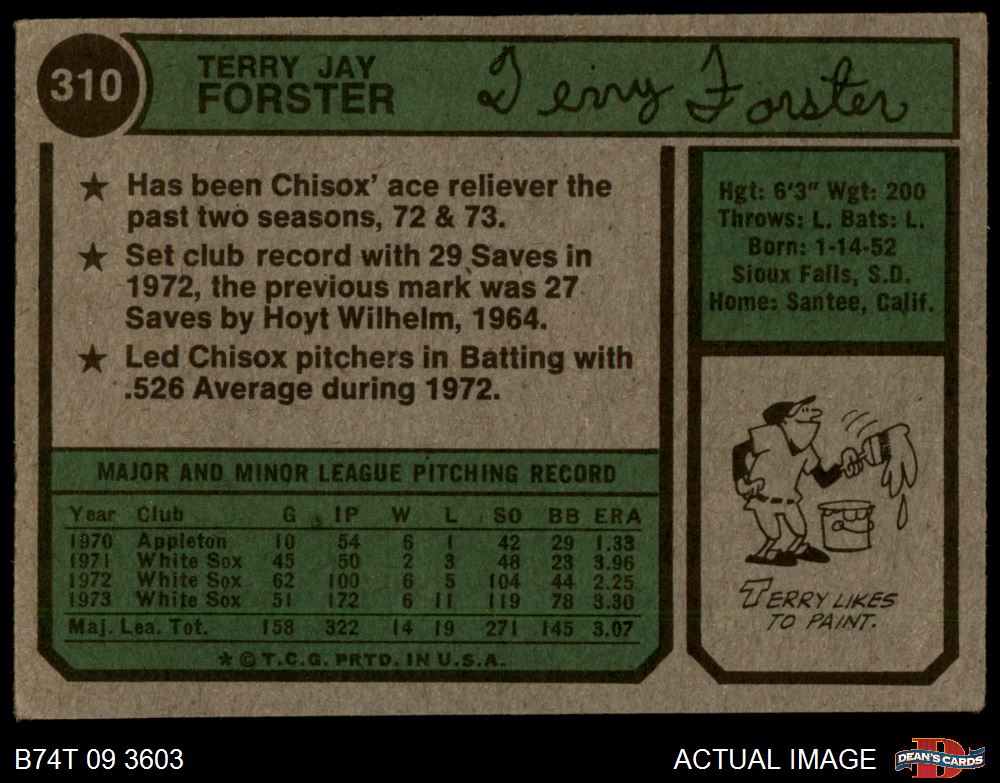 310
TERRY JAY
FORSTER
Terry Forster
★ Has been Chisox' ace reliever the
past two seasons, 72 & 73.
★ Set club record with 29 Saves in
1972, the previous mark was 27
Saves by Hoyt Wilhelm, 1964.
★ Led Chisox pitchers in Batting with
.526 Average during 1972.
Hgt: 6'3" Wgt: 200
Throws: L. Bats: L.
Born: 1-14-52
Sioux Falls, S.D.
Home: Santee, Calif.
MAJOR AND MINOR LEAGUE PITCHING RECORD
Year Club G IP W L SO BB ERA
1970 Appleton 10 54 6 1 42 29 1.33
1971 White Sox 45 50 2 3 48 23 3.96
1972 White Sox 62 100 6 5 104 44 2.25
1973 White Sox 51 172 6 11 119 78 3.30
Maj. Lea. Tot. 158 322 14 19 271 145 3.07
* © T.C.G. PRTD. IN U.S.A.
TERRY LIKES
TO PAINT.
B74T 09 3603
ACTUAL IMAGE
D
DEAN'S CARDS